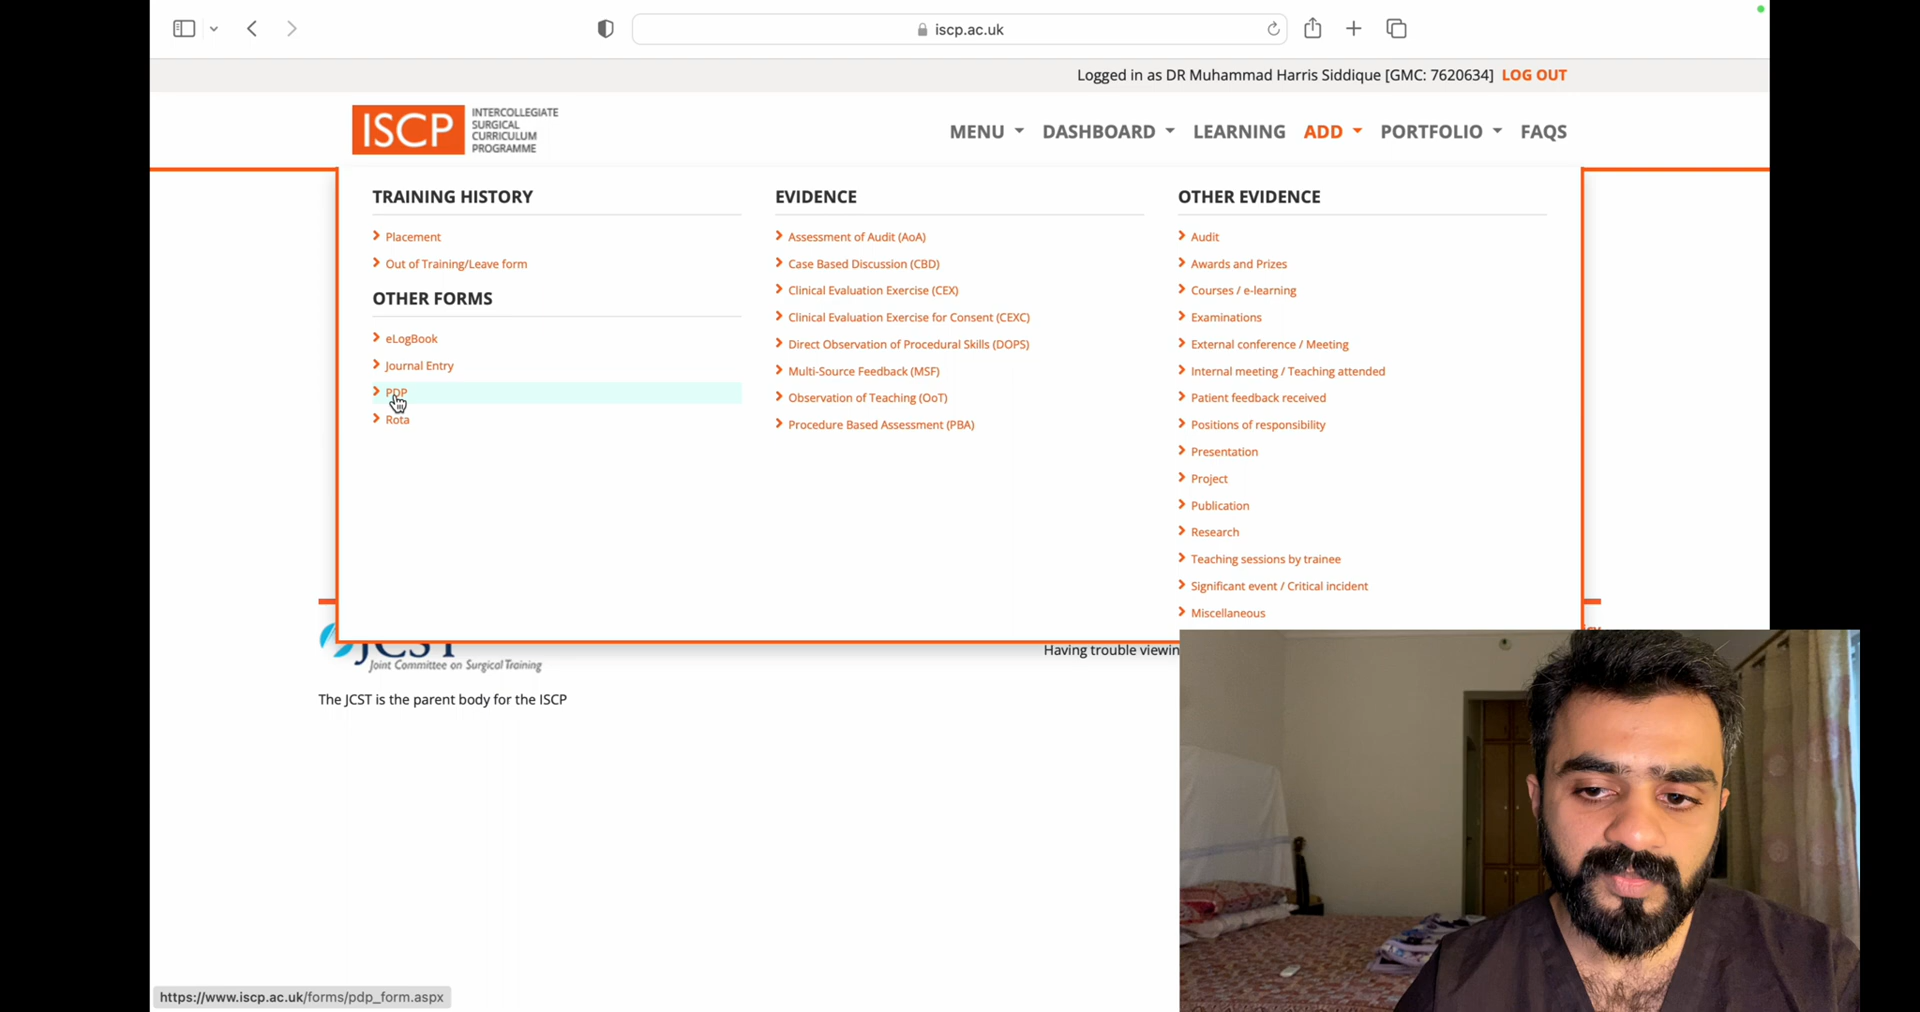 iscp.ac.uk
Logged in as DR Muhammad Harris Siddique [GMC: 7620634] LOG OUT
ISCP
INTERCOLLEGIATE
SURGICAL
CURRICULUM
PROGRAMME
MENU
DASHBOARD
LEARNING
ADD
PORTFOLIO
FAQS
TRAINING HISTORY
Placement
Out of Training/Leave form
OTHER FORMS
eLogBook
Journal Entry
PDP
Rota
EVIDENCE
Assessment of Audit (AoA)
Case Based Discussion (CBD)
Clinical Evaluation Exercise (CEX)
Clinical Evaluation Exercise for Consent (CEXC)
Direct Observation of Procedural Skills (DOPS)
Multi-Source Feedback (MSF)
Observation of Teaching (OoT)
Procedure Based Assessment (PBA)
OTHER EVIDENCE
Audit
Awards and Prizes
Courses / e-learning
Examinations
External conference / Meeting
Internal meeting / Teaching attended
Patient feedback received
Positions of responsibility
Presentation
Project
Publication
Research
Teaching sessions by trainee
Significant event / Critical incident
Miscellaneous
JCST
Joint Committee on Surgical Training
The JCST is the parent body for the ISCP
Having trouble viewin
https://www.iscp.ac.uk/forms/pdp_form.aspx